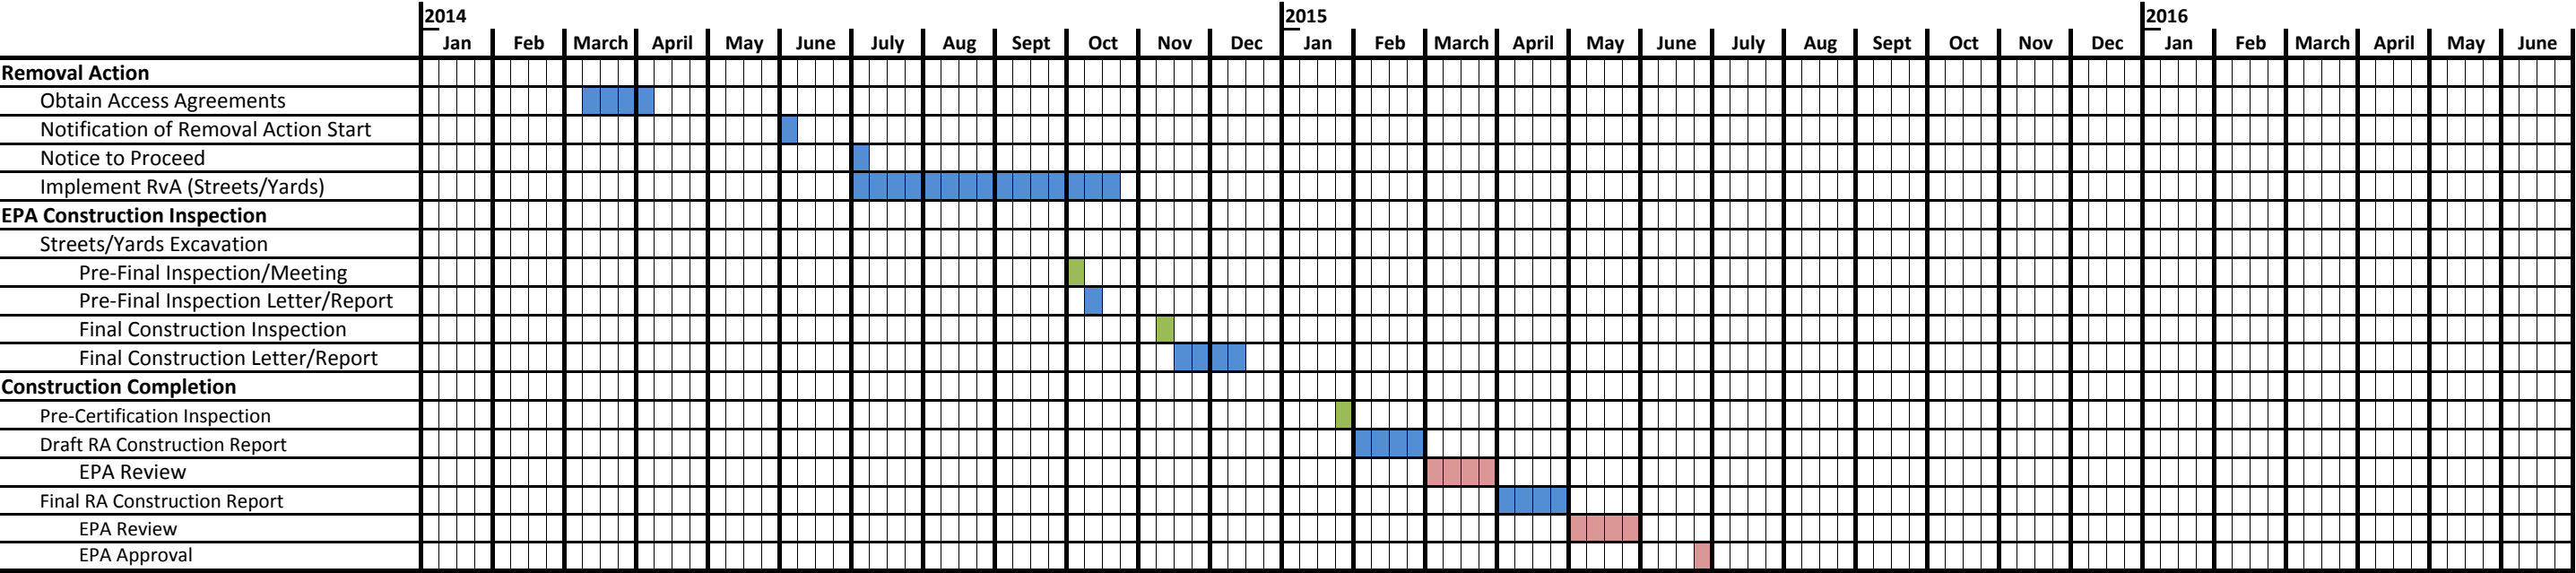 2014 2015 2016
Jan Feb March April May June July Aug Sept Oct Nov Dec Jan Feb March April May June July Aug Sept Oct Nov Dec Jan Feb March April May June
Removal Action
Obtain Access Agreements
Notification of Removal Action Start
Notice to Proceed
Implement RvA (Streets/Yards)
EPA Construction Inspection
Streets/Yards Excavation
Pre-Final Inspection/Meeting
Pre-Final Inspection Letter/Report
Final Construction Inspection
Final Construction Letter/Report
Construction Completion
Pre-Certification Inspection
Draft RA Construction Report
EPA Review
Final RA Construction Report
EPA Review
EPA Approval